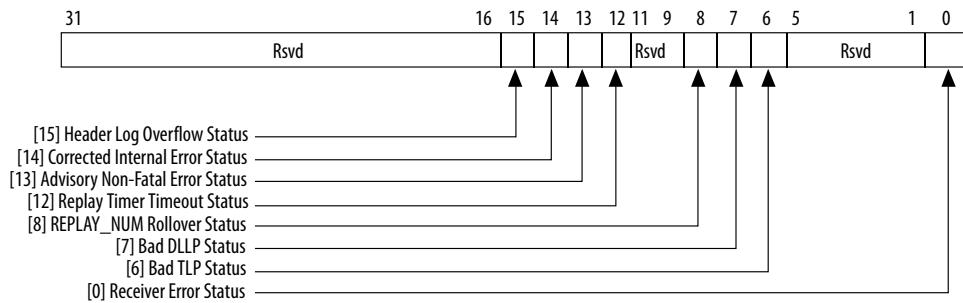 31 16 15 14 13 12 11 9 8 7 6 5 1 0
Rsvd Rsvd Rsvd
[15] Header Log Overflow Status
[14] Corrected Internal Error Status
[13] Advisory Non-Fatal Error Status
[12] Replay Timer Timeout Status
[8] REPLAY_NUM Rollover Status
[7] Bad DLLP Status
[6] Bad TLP Status
[0] Receiver Error Status